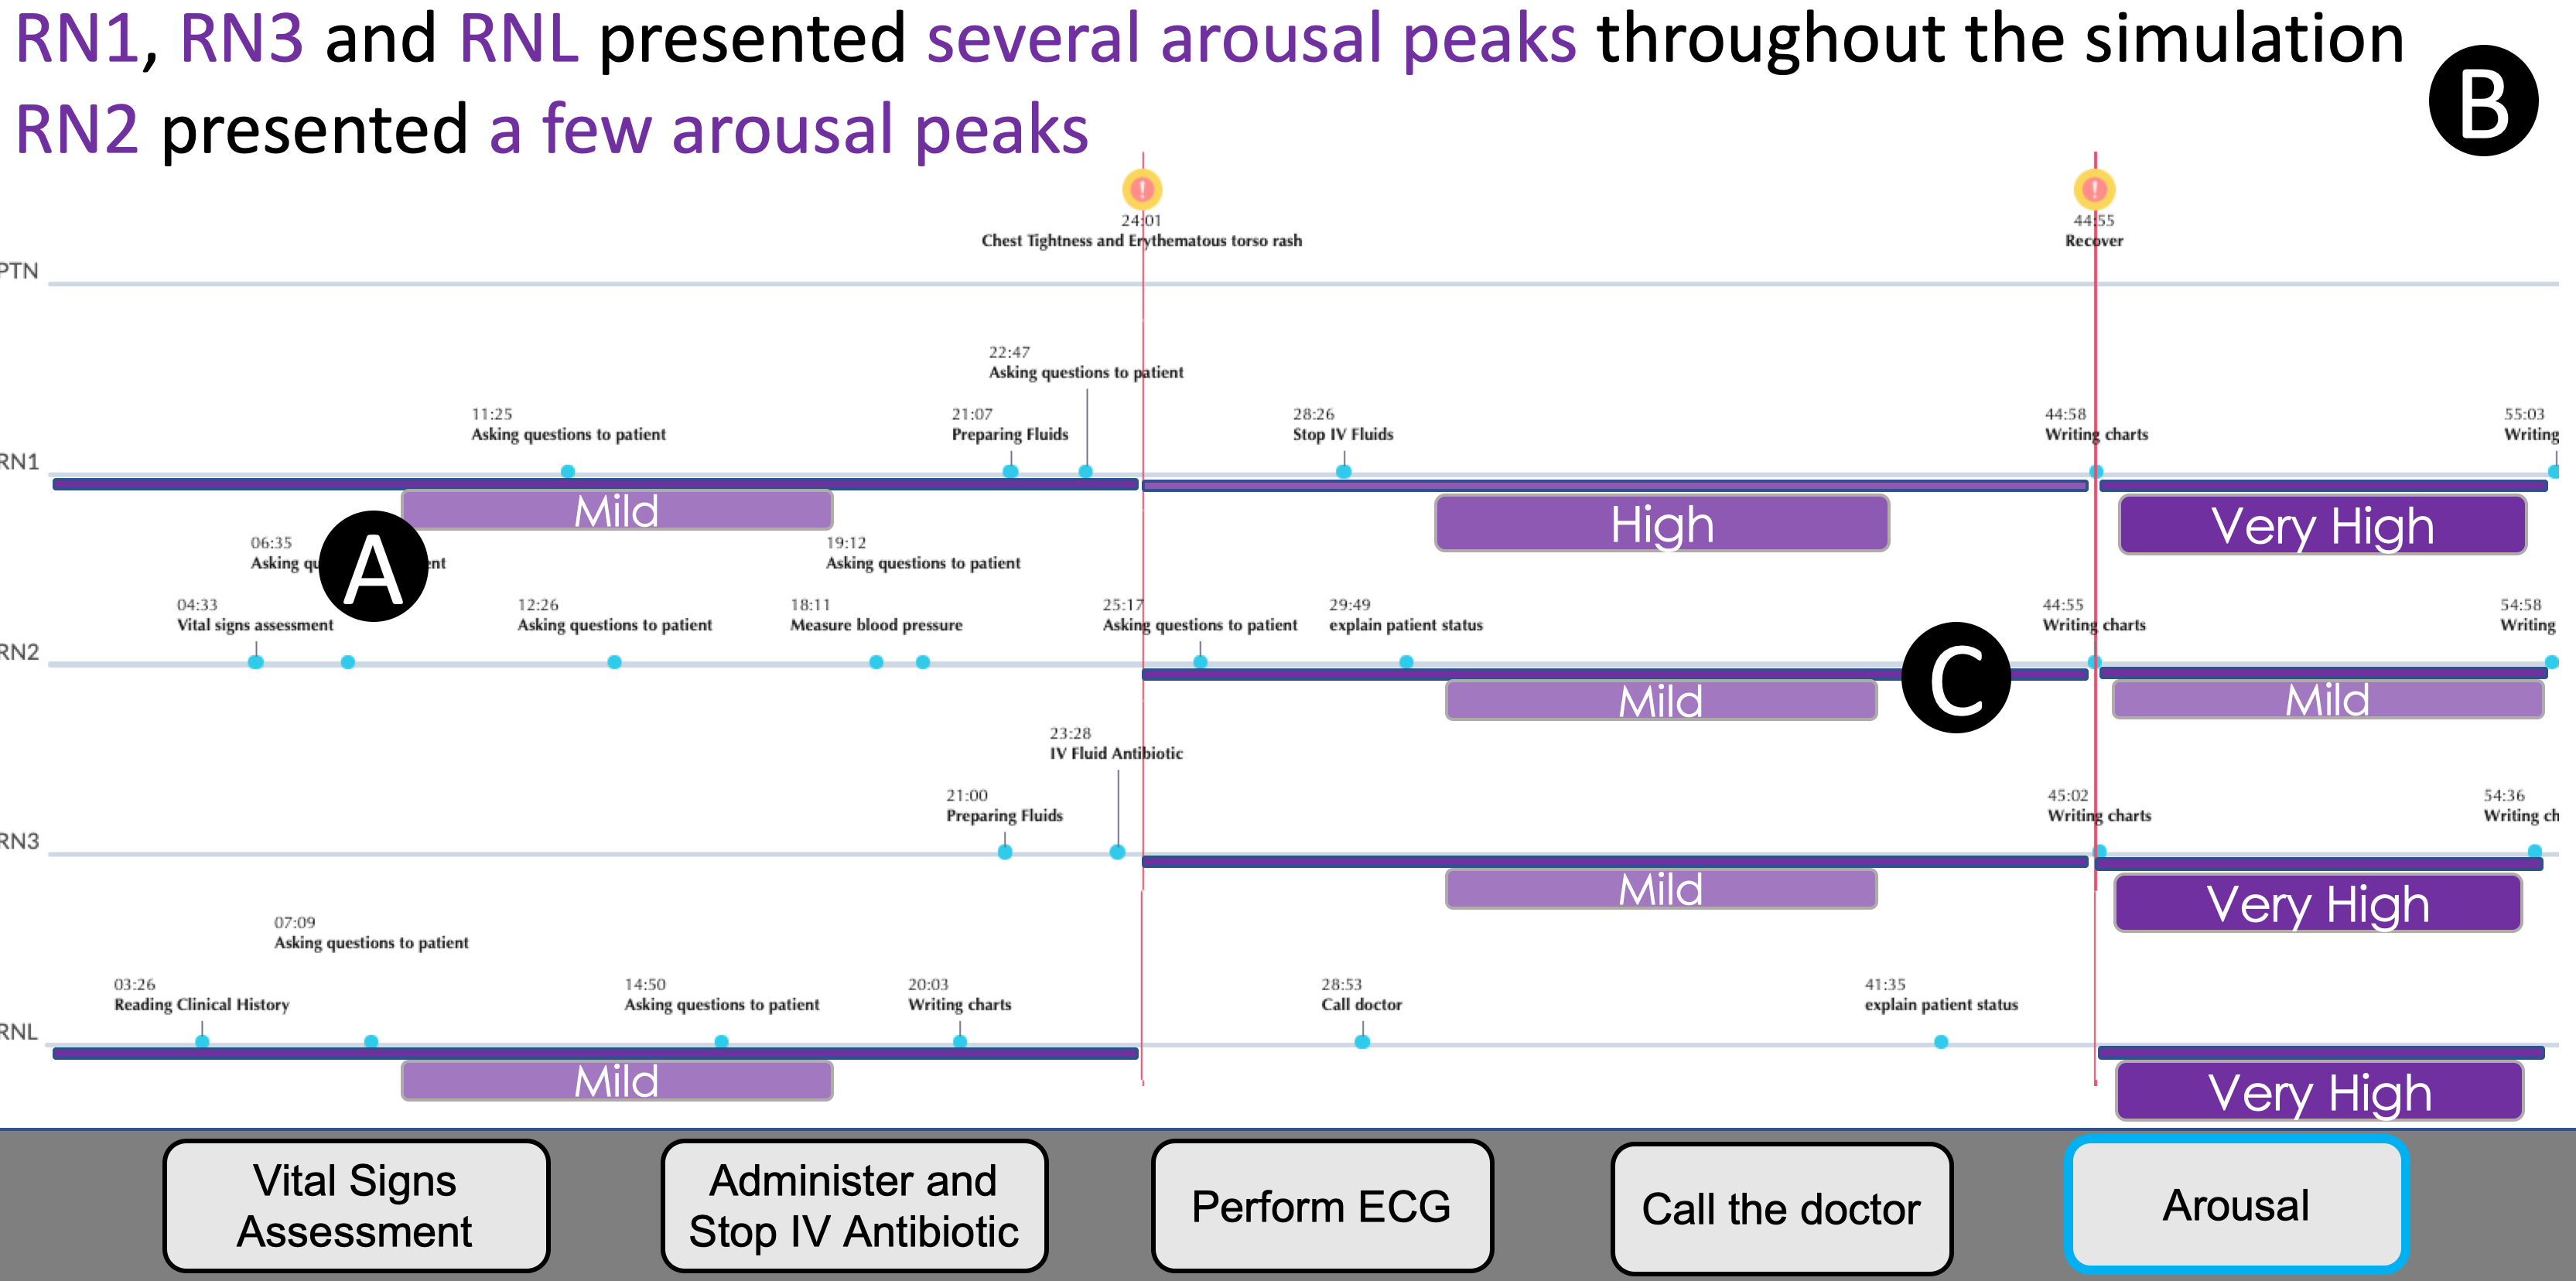 RN1, RN3 and RNL presented several arousal peaks throughout the simulation
RN2 presented a few arousal peaks
B
24:01
Chest Tightness and Erythematous torso rash
44:55
Recover
PTN
22:47
Asking questions to patient
11:25
Asking questions to patient
21:07
Preparing Fluids
28:26
Stop IV Fluids
44:58
Writing charts
55:03
Writing
RN1
Mild
High
Very High
06:35
Asking qu
ent
A
19:12
Asking questions to patient
04:33
Vital signs assessment
12:26
Asking questions to patient
18:11
Measure blood pressure
25:17
Asking questions to patient
29:49
explain patient status
44:55
Writing charts
54:58
Writing
RN2
C
Mild
Mild
23:28
IV Fluid Antibiotic
21:00
Preparing Fluids
45:02
Writing charts
54:36
Writing ch
RN3
Mild
Very High
07:09
Asking questions to patient
03:26
Reading Clinical History
14:50
Asking questions to patient
20:03
Writing charts
28:53
Call doctor
41:35
explain patient status
RNL
Mild
Very High
Vital Signs
Assessment
Administer and
Stop IV Antibiotic
Perform ECG
Call the doctor
Arousal